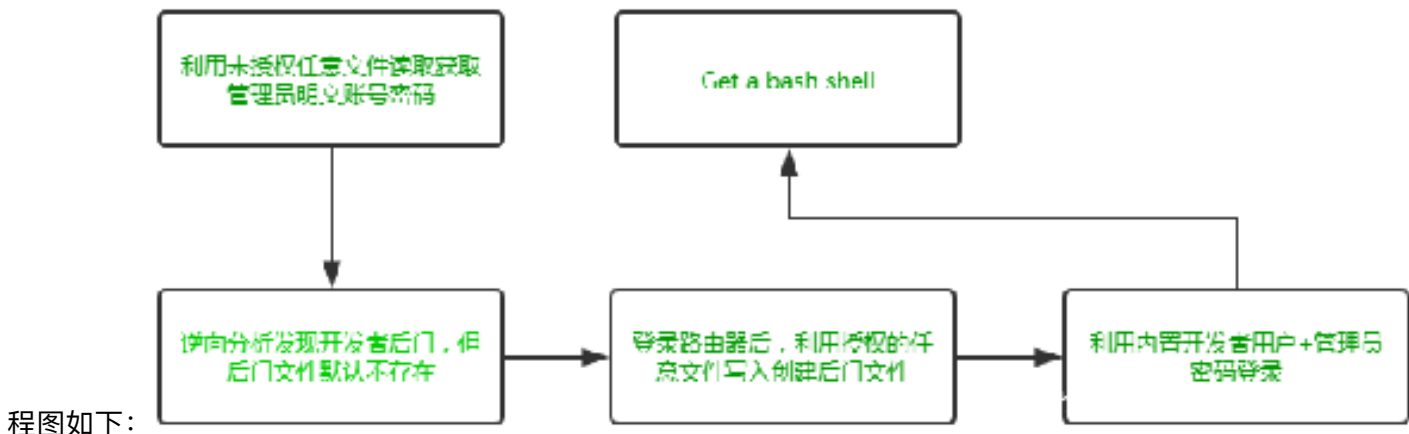 利用未授权任意文件读取获取
管理员明文账号密码
Get a bash shell
逆向分析发现开发者后门，但
后门文件默认不存在
登录路由器后，利用授权的任
意文件写入创建后门文件
利用内置开发者用户+管理员
密码登录
程图如下：